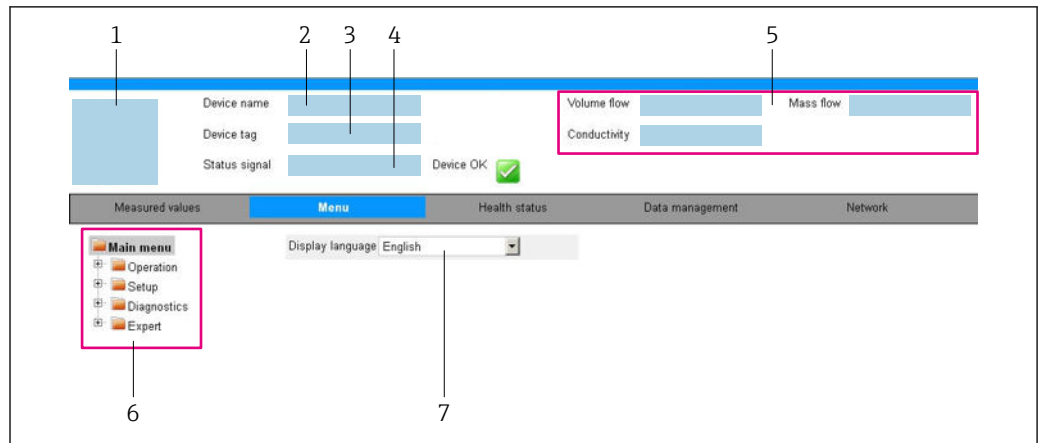 1 2 3 4 5
Device name Volume flow Mass flow
Device tag Conductivity
Status signal Device OK
Measured values Menu Health status Data management Network
Main menu Display language English
Operation
Setup
Diagnostics
Expert
6 7